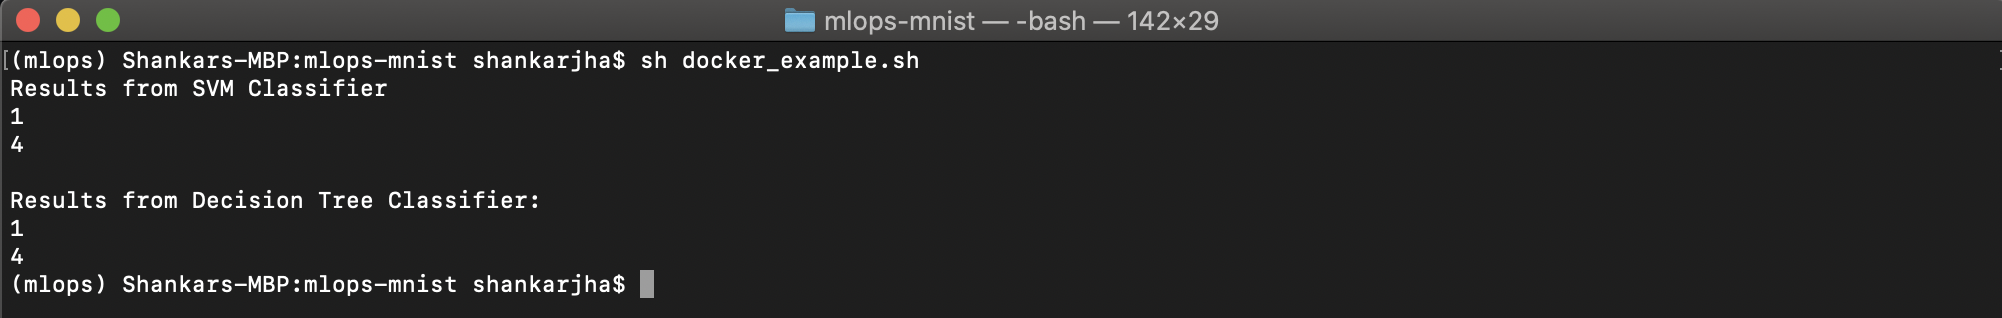 mlops-mnist — -bash — 142×29
[(mlops) Shankars-MBP:mlops-mnist shankarjha$ sh docker_example.sh ]
Results from SVM Classifier
1
4
Results from Decision Tree Classifier:
1
4
(mlops) Shankars-MBP:mlops-mnist shankarjha$